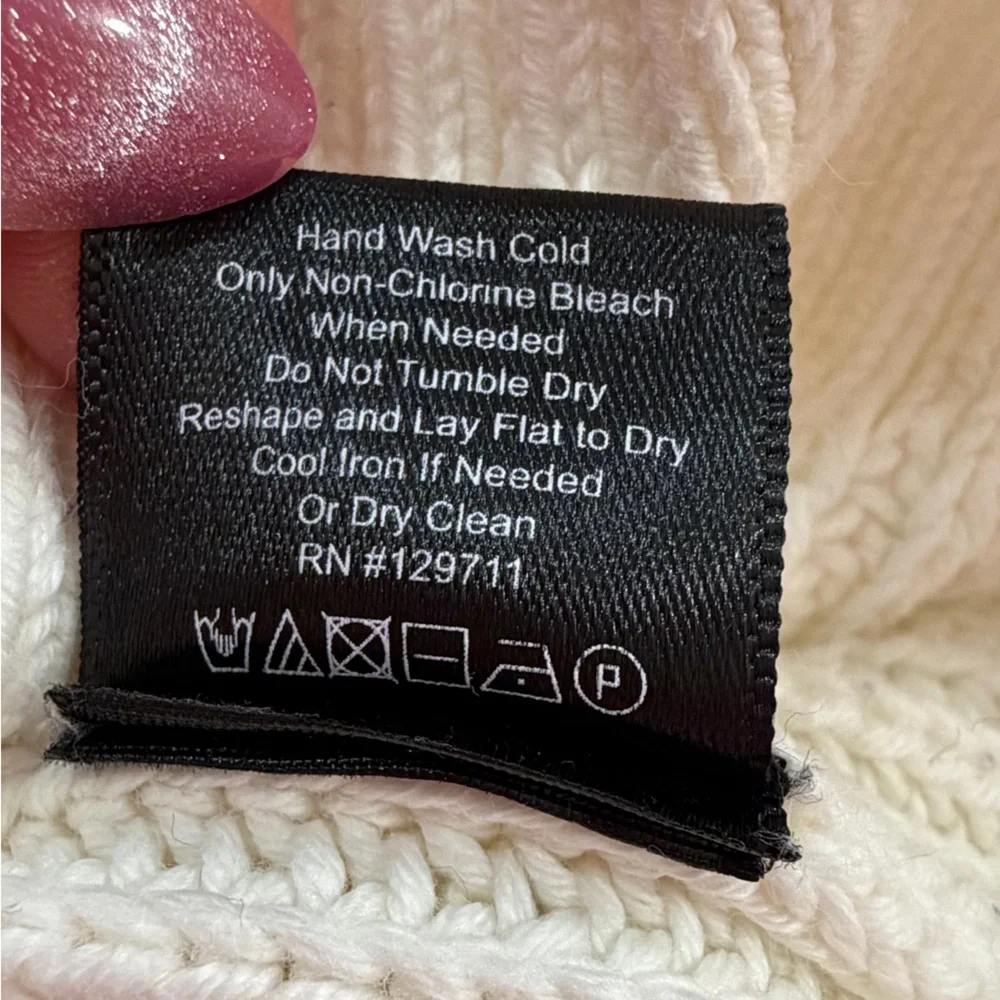 Hand Wash Cold
Only Non-Chlorine Bleach
When Needed
Do Not Tumble Dry
Reshape and Lay Flat to Dry
Cool Iron If Needed
Or Dry Clean
RN #129711
P